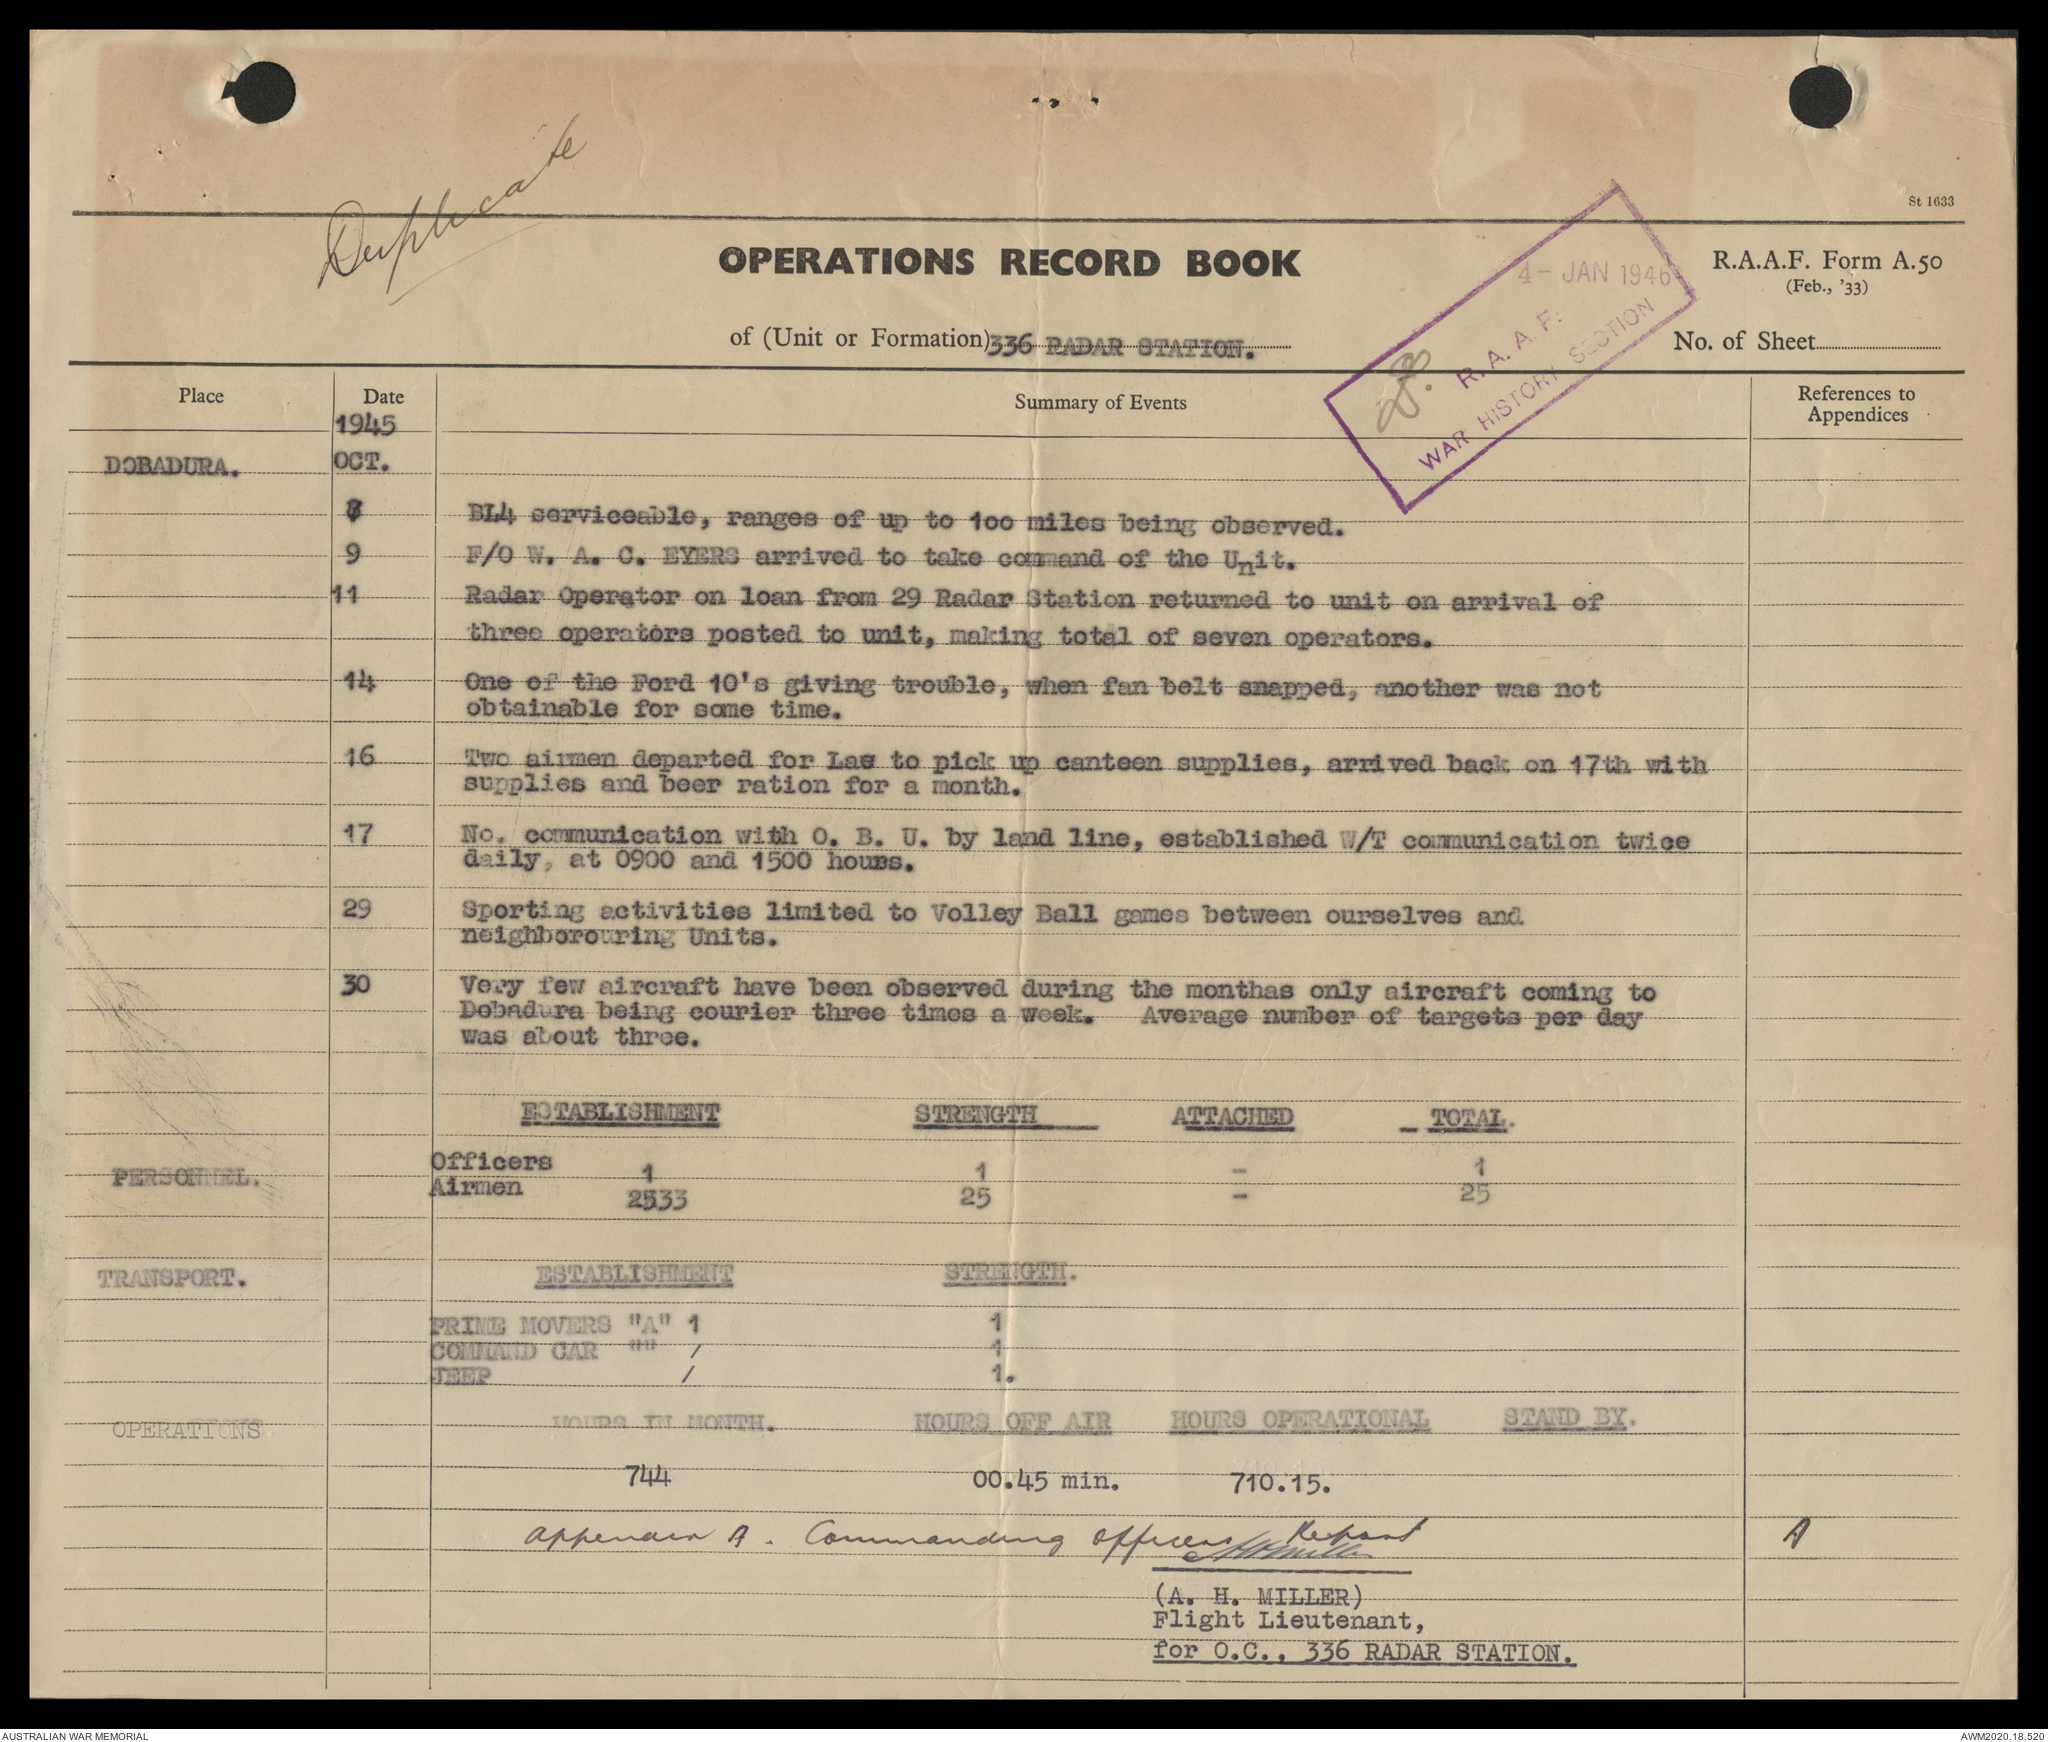 Duplicate
St 1633
OPERATIONS RECORD BOOK
R.A.A.F. Form A.50
(Feb., '33)
of (Unit or Formation) 336 RADAR STATION.
No. of Sheet
4- JAN 1946
R. A. A. F.
WAR HISTORY SECTION
Place Date Summary of Events References to Appendices
1945
DOBADURA. OCT.
8 BL4 serviceable, ranges of up to 100 miles being observed.
9 F/O W. A. C. EYERS arrived to take command of the Unit.
11 Radar Operator on loan from 29 Radar Station returned to unit on arrival of
three operators posted to unit, making total of seven operators.
14 One of the Ford 10's giving trouble, when fan belt snapped, another was not
obtainable for some time.
16 Two airmen departed for Lae to pick up canteen supplies, arrived back on 17th with
supplies and beer ration for a month.
17 No. communication with O. B. U. by land line, established W/T communication twice
daily, at 0900 and 1500 hours.
29 Sporting activities limited to Volley Ball games between ourselves and
neighborouring Units.
30 Very few aircraft have been observed during the monthas only aircraft coming to
Dobadura being courier three times a week. Average number of targets per day
was about three.
ESTABLISHMENT STRENGTH ATTACHED TOTAL.
PERSONNEL. Officers 1 1 - 1
Airmen 2533 25 - 25
TRANSPORT. ESTABLISHMENT STRENGTH.
PRIME MOVERS "A" 1 1
COMMAND CAR "" / 1
JEEP / 1.
OPERATIONS HOURS IN MONTH. HOURS OFF AIR HOURS OPERATIONAL STAND BY.
744 00.45 min. 710.15.
Appendix A. Commanding Officers Report A
AHMiller
(A. H. MILLER)
Flight Lieutenant,
for O.C., 336 RADAR STATION.
AUSTRALIAN WAR MEMORIAL AWM2020.18.520